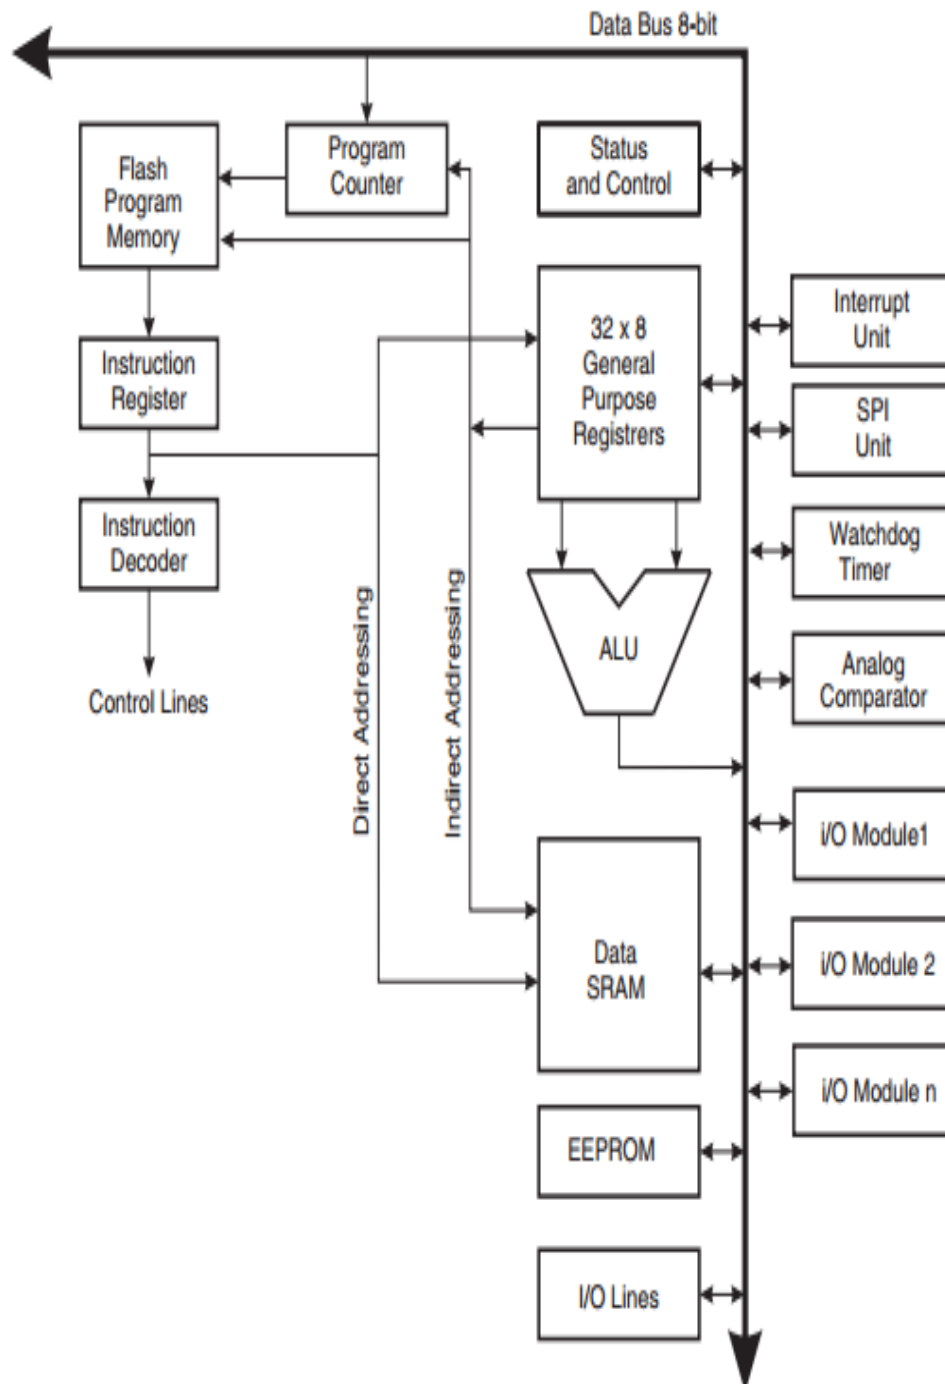 Data Bus 8-bit
Flash
Program
Memory
Program
Counter
Status
and Control
Interrupt
Unit
32 x 8
General
Purpose
Registrers
Instruction
Register
SPI
Unit
Instruction
Decoder
Watchdog
Timer
ALU
Analog
Comparator
Control Lines
Direct Addressing
Indirect Addressing
i/O Module1
Data
SRAM
i/O Module 2
i/O Module n
EEPROM
I/O Lines